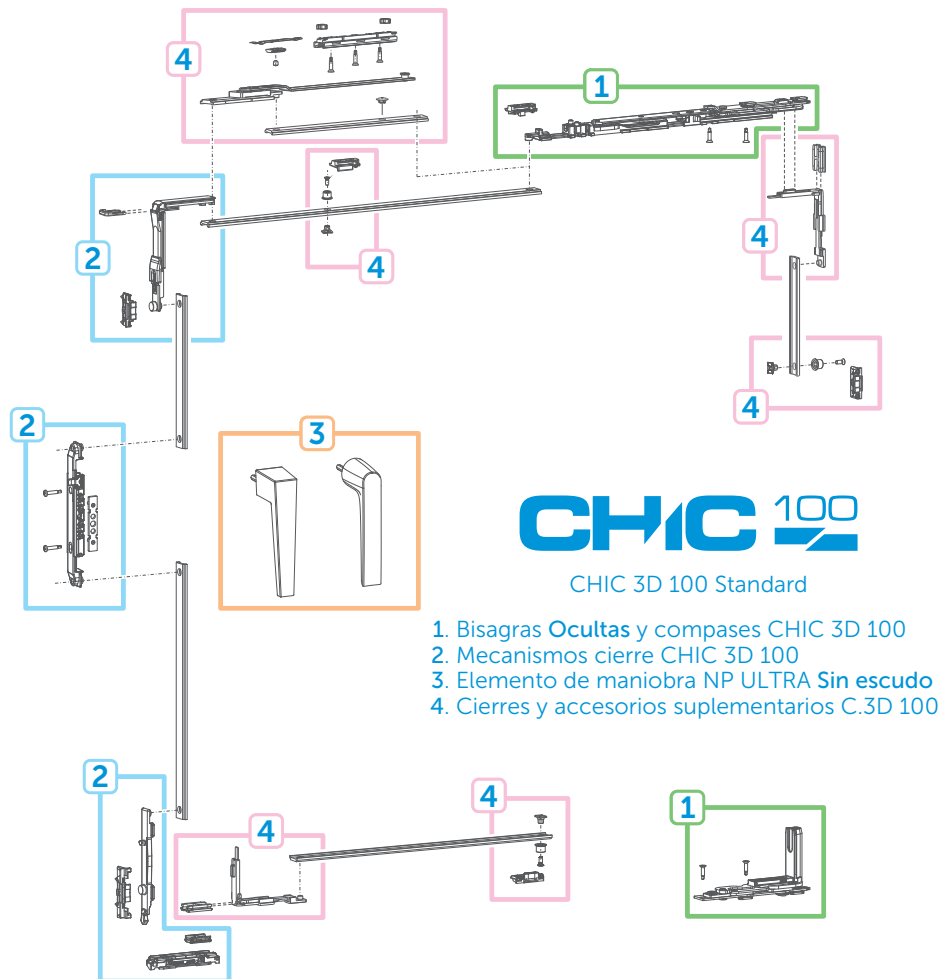 4
1
2
4
4
4
2
3
CHIC 100
CHIC 3D 100 Standard
1. Bisagras Ocultas y compases CHIC 3D 100
2. Mecanismos cierre CHIC 3D 100
3. Elemento de maniobra NP ULTRA Sin escudo
4. Cierres y accesorios suplementarios C.3D 100
2
4
4
1